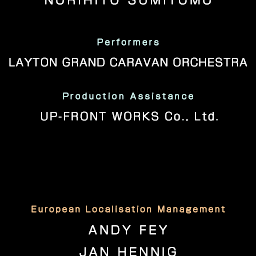 NORIHITO SUMITOMO
Performers
LAYTON GRAND CARAVAN ORCHESTRA
Production Assistance
UP-FRONT WORKS Co., Ltd.
European Localisation Management
ANDY FEY
JAN HENNIG